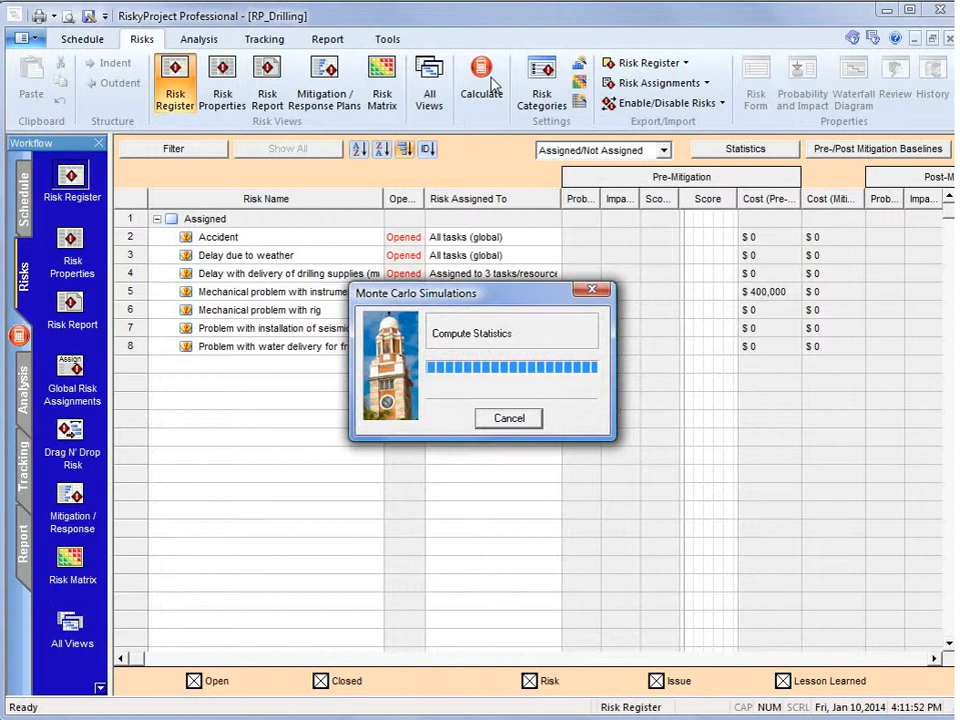 RiskyProject Professional - [RP_Drilling]
Schedule Risks Analysis Tracking Report Tools
Paste
Indent
Outdent
Risk Register
Risk Properties
Risk Report
Mitigation / Response Plans
Risk Matrix
All Views
Calculate
Risk Categories
Risk Register
Risk Assignments
Enable/Disable Risks
Risk Form
Probability and Impact
Waterfall Diagram
Review
History
Clipboard Structure Risk Views Settings Export/Import Properties
Workflow
Filter Show All Assigned/Not Assigned Statistics Pre-/Post Mitigation Baselines
Pre-Mitigation Post-M
Risk Name Ope... Risk Assigned To Prob... Impa... Sco... Score Cost (Pre-... Cost (Miti... Prob... Impa...
1 Assigned
2 Accident Opened All tasks (global) $ 0 $ 0
3 Delay due to weather Opened All tasks (global) $ 0 $ 0
4 Delay with delivery of drilling supplies (mu Opened Assigned to 3 tasks/resource $ 0 $ 0
5 Mechanical problem with instrume $ 400,000 $ 0
6 Mechanical problem with rig $ 0 $ 0
7 Problem with installation of seismi $ 0 $ 0
8 Problem with water delivery for fr $ 0 $ 0
Monte Carlo Simulations
Compute Statistics
Cancel
Schedule
Risks
Analysis
Tracking
Report
Risk Register
Risk Properties
Risk Report
Assign
Global Risk Assignments
Drag N' Drop Risk
Mitigation / Response
Risk Matrix
All Views
Open Closed Risk Issue Lesson Learned
Ready Risk Register CAP NUM SCRL Fri, Jan 10,2014 4:11:52 PM